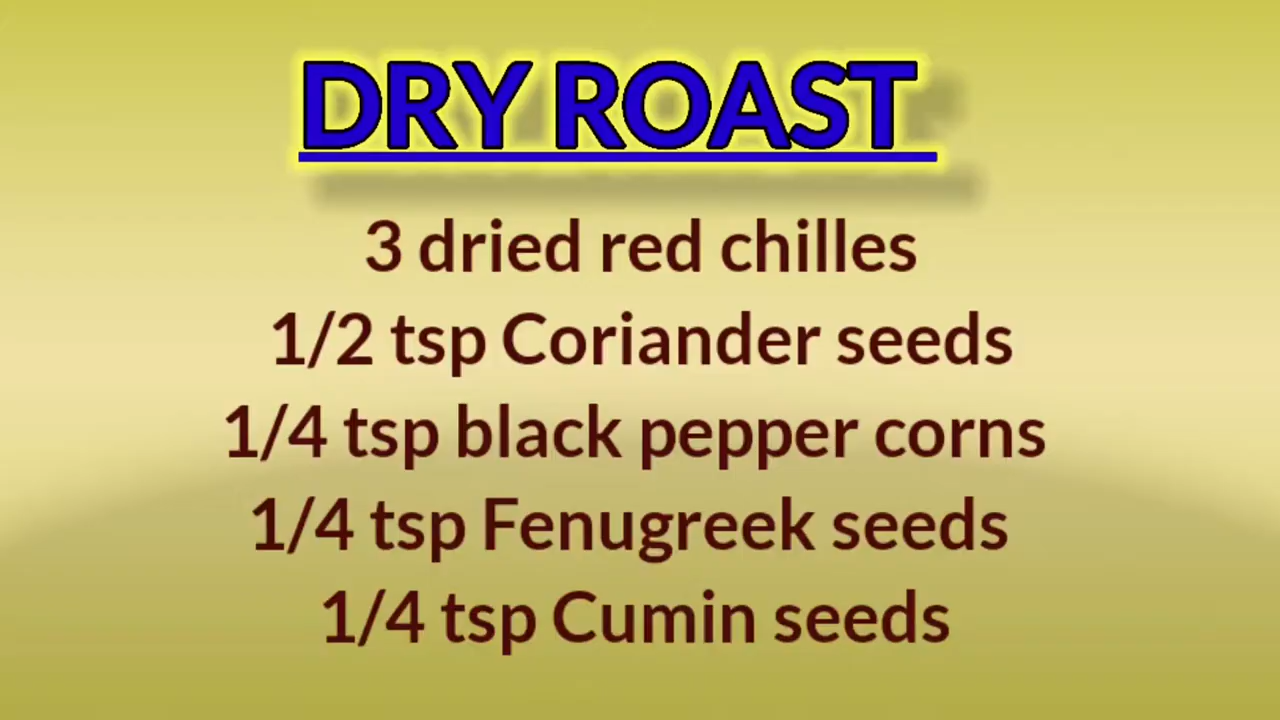 DRY ROAST
3 dried red chilles
1/2 tsp Coriander seeds
1/4 tsp black pepper corns
1/4 tsp Fenugreek seeds
1/4 tsp Cumin seeds